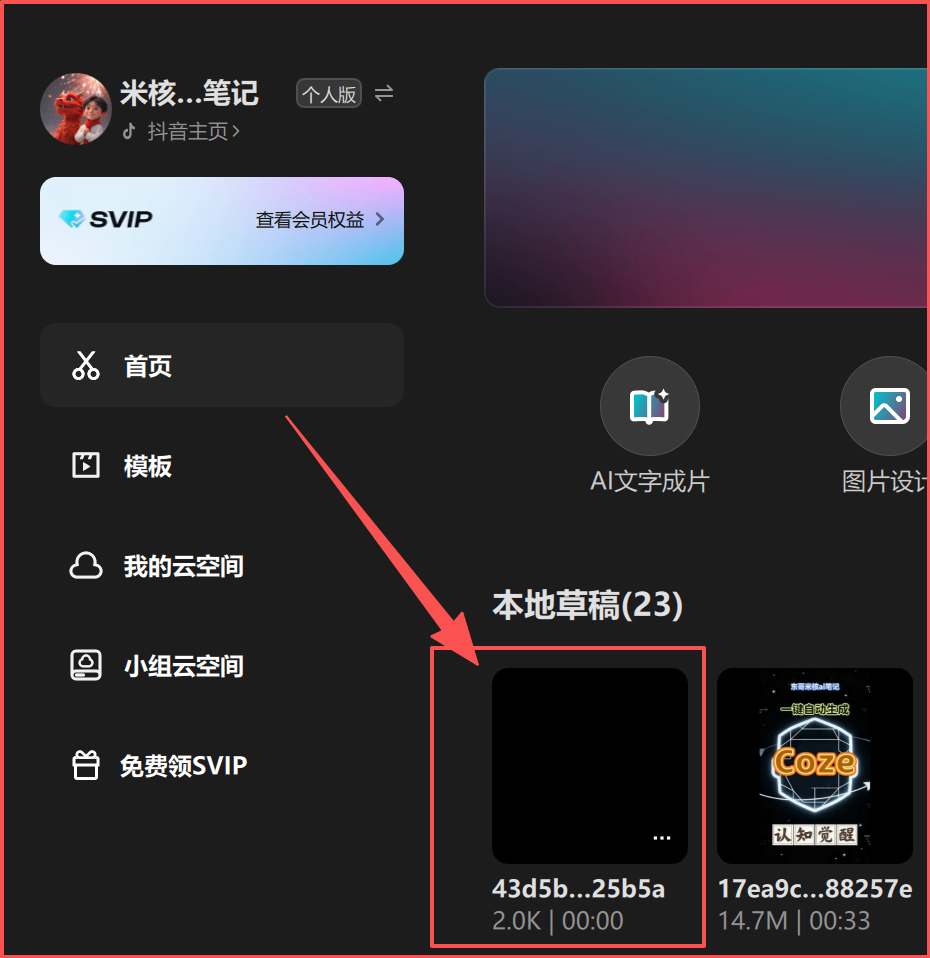 米核...笔记
个人版
抖音主页
SVIP
查看会员权益
首页
模板
我的云空间
小组云空间
免费领SVIP
AI文字成片
图片设计
本地草稿(23)
东哥米核ai笔记
一键自动生成
Coze
认知觉醒
...
43d5b...25b5a
2.0K | 00:00
17ea9c...88257e
14.7M | 00:33